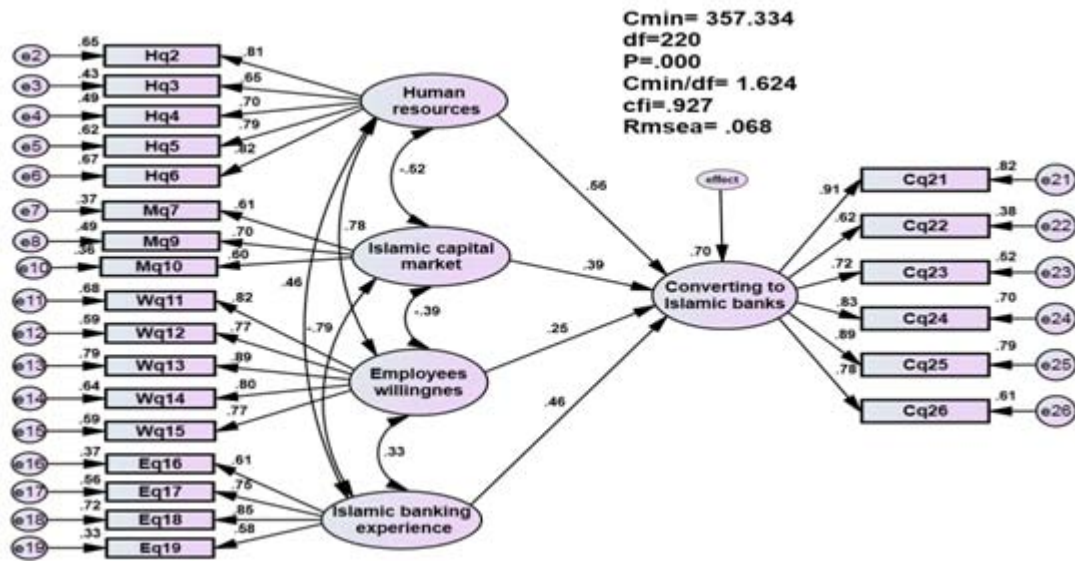 Cmin= 357.334
df=220
P=.000
Cmin/df= 1.624
cfi=.927
Rmsea= .068
e2 .65 Hq2 .81
e3 .43 Hq3 .65
e4 .49 Hq4 .70
e5 .62 Hq5 .79
e6 .67 Hq6 .82
Human
resources
-.52
.56
e7 .37 Mq7 .61
e8 .49 Mq9 .70
e10 .36 Mq10 .60
.78
Islamic capital
market
.39
.46
-.79
-.39
e11 .68 Wq11 .82
e12 .59 Wq12 .77
e13 .79 Wq13 .89
e14 .64 Wq14 .80
e15 .59 Wq15 .77
Employees
willingnes
.25
.33
e16 .37 Eq16 .61
e17 .56 Eq17 .75
e18 .72 Eq18 .85
e19 .33 Eq19 .58
Islamic banking
experience
.46
effect
.70
Converting to
Islamic banks
.91 Cq21 .82 e21
.62 Cq22 .38 e22
.72 Cq23 .52 e23
.83 Cq24 .70 e24
.89 Cq25 .79 e25
.78 Cq26 .61 e26